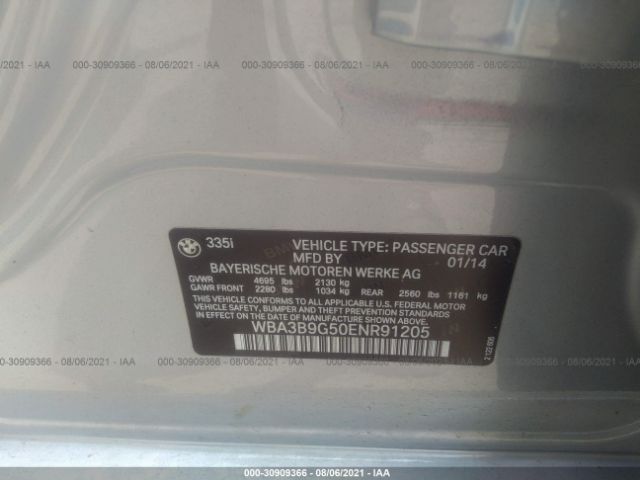 000-30909366 - 08/06/2021 - IAA
000-30909366 - 08/06/2021 - IAA
000-30909366 - 08/06/2021 - IAA
335i VEHICLE TYPE: PASSENGER CAR
MFD BY 01/14
BAYERISCHE MOTOREN WERKE AG
GVWR 4695 lbs 2130 kg
GAWR FRONT 2280 lbs 1034 kg REAR 2560 lbs 1161 kg
THIS VEHICLE CONFORMS TO ALL APPLICABLE U.S. FEDERAL MOTOR
VEHICLE SAFETY, BUMPER, AND THEFT PREVENTION STANDARDS
IN EFFECT ON THE DATE OF MANUFACTURE SHOWN ABOVE.
WBA3B9G50ENR91205
000-30909366 - 08/06/2021 - IAA
000-30909366 - 08/06/2021 - IAA
000-30909366 - 08/06/2021 - IAA
000-30909366 - 08/06/2021 - IAA